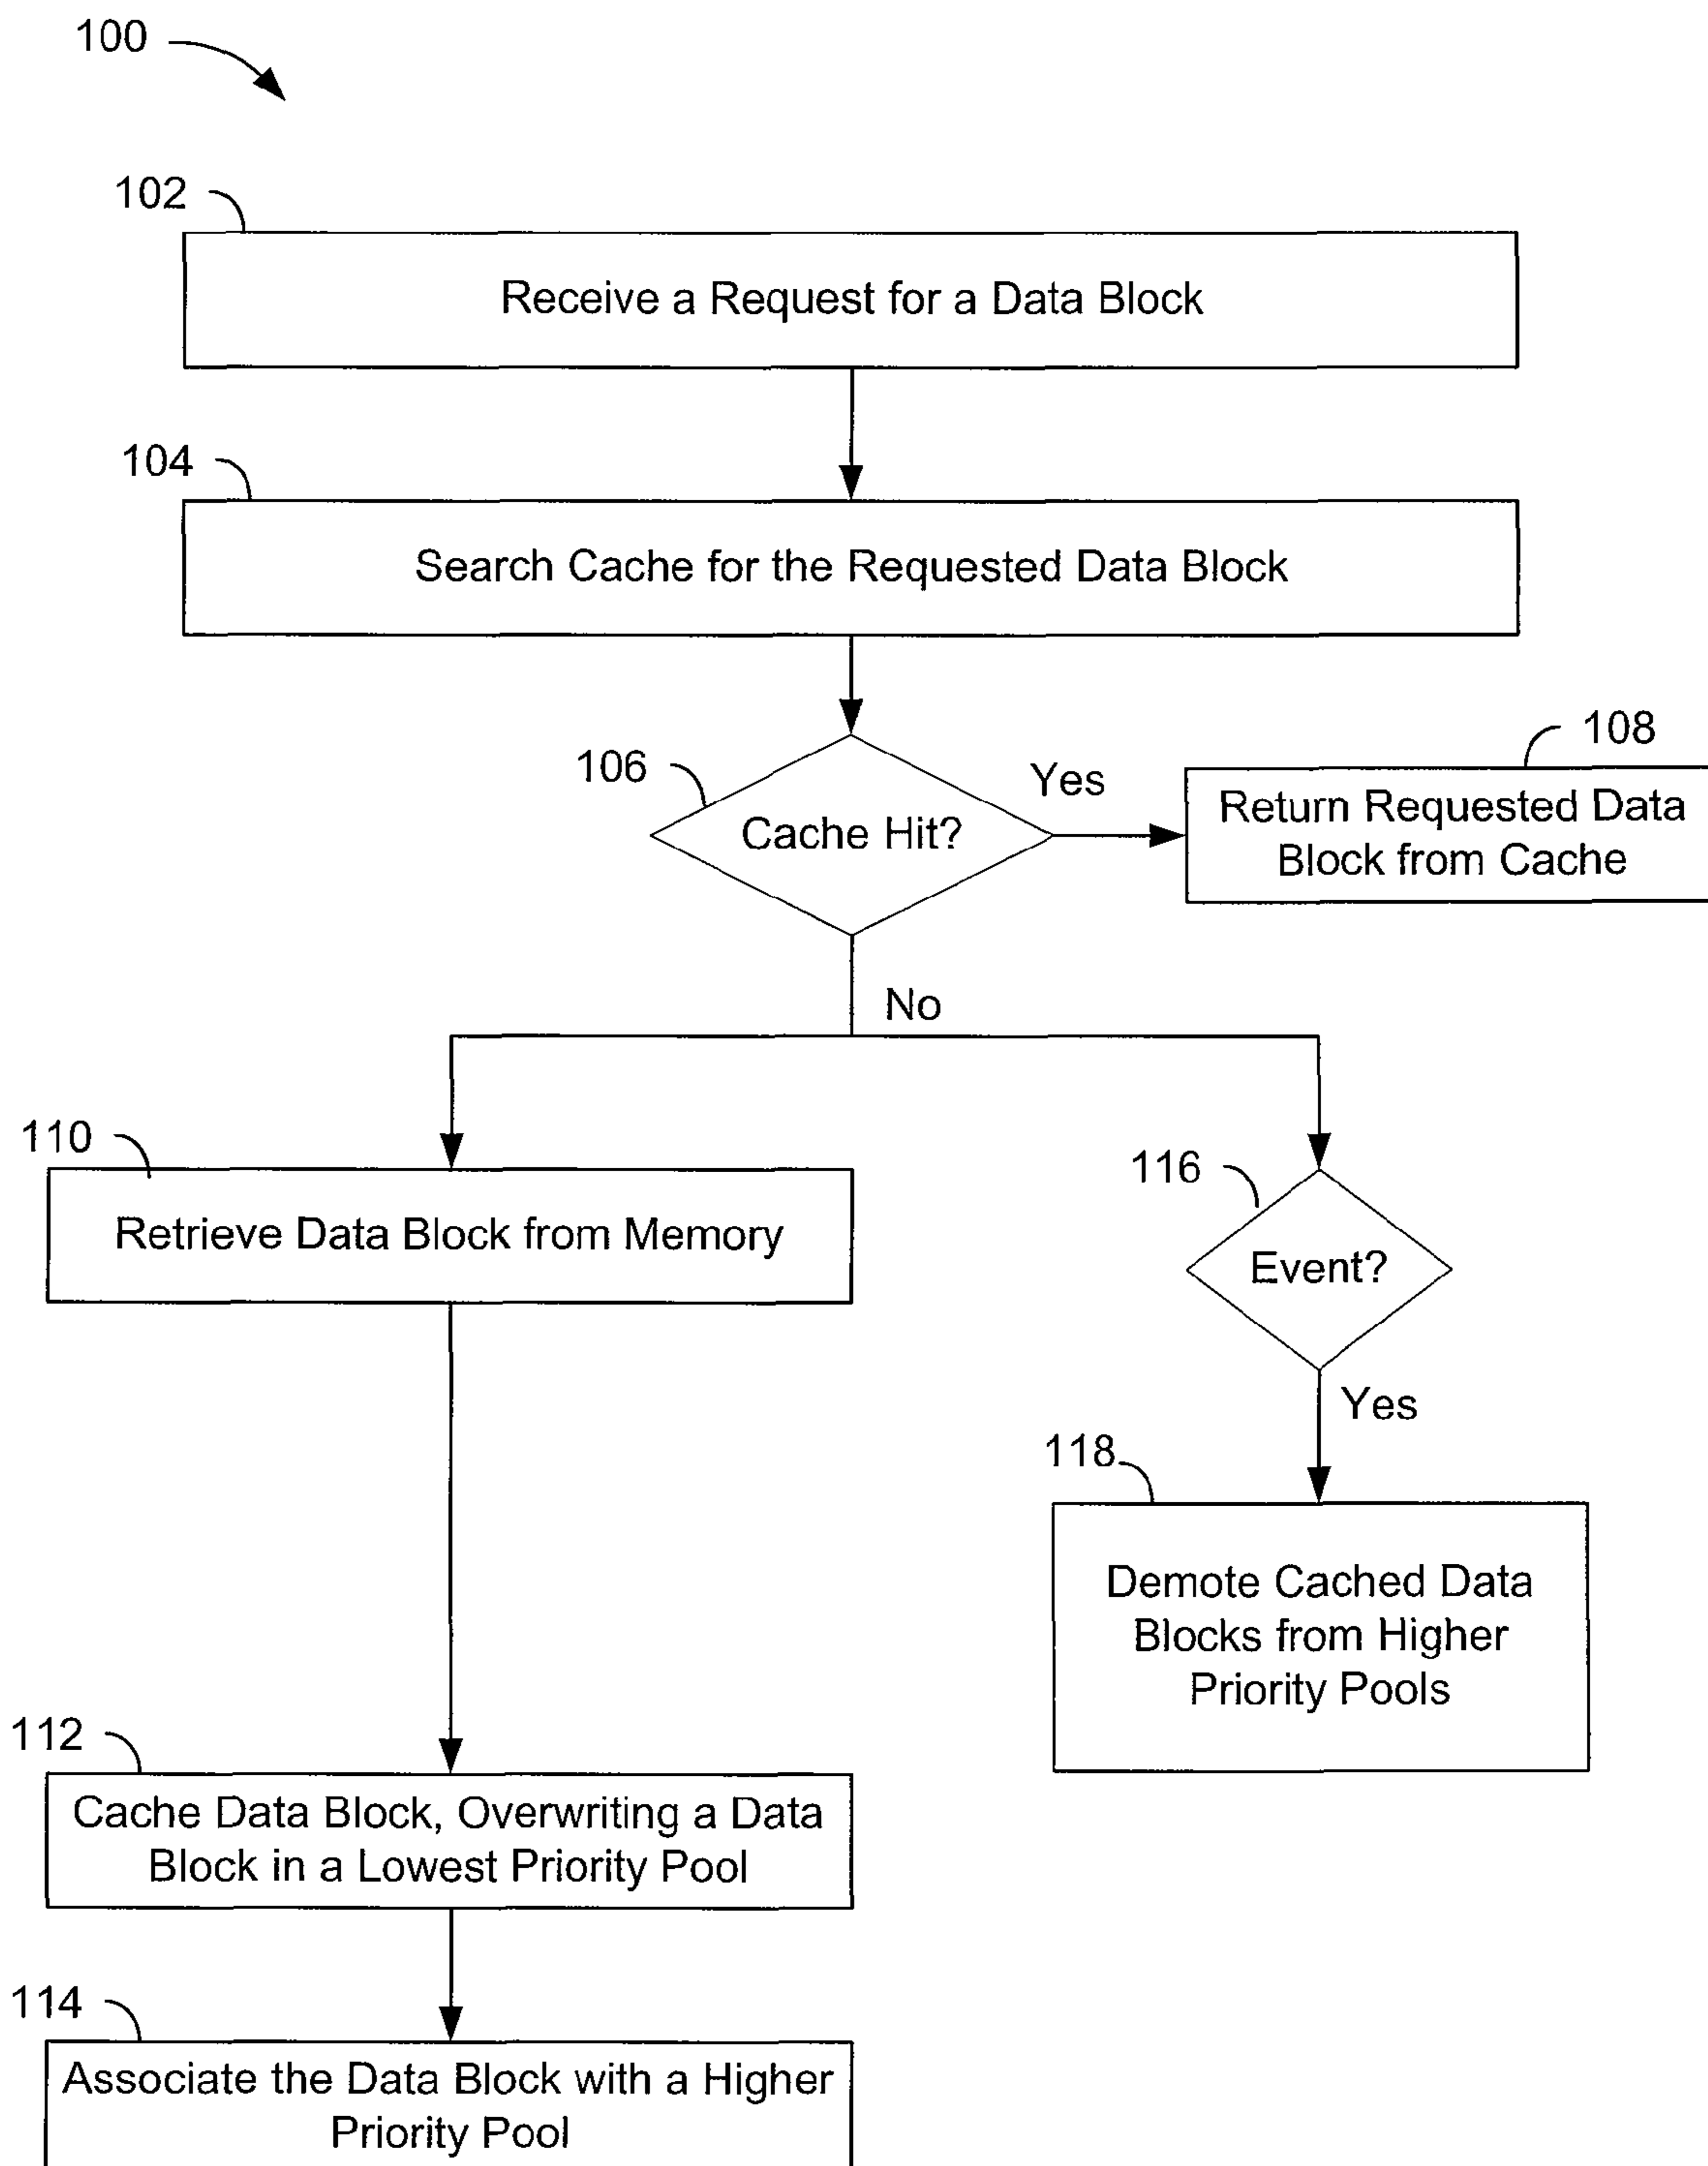 100
102
Receive a Request for a Data Block
104
Search Cache for the Requested Data Block
106
Cache Hit?
Yes
108
Return Requested Data
Block from Cache
No
110
Retrieve Data Block from Memory
116
Event?
Yes
118
Demote Cached Data
Blocks from Higher
Priority Pools
112
Cache Data Block, Overwriting a Data
Block in a Lowest Priority Pool
114
Associate the Data Block with a Higher
Priority Pool